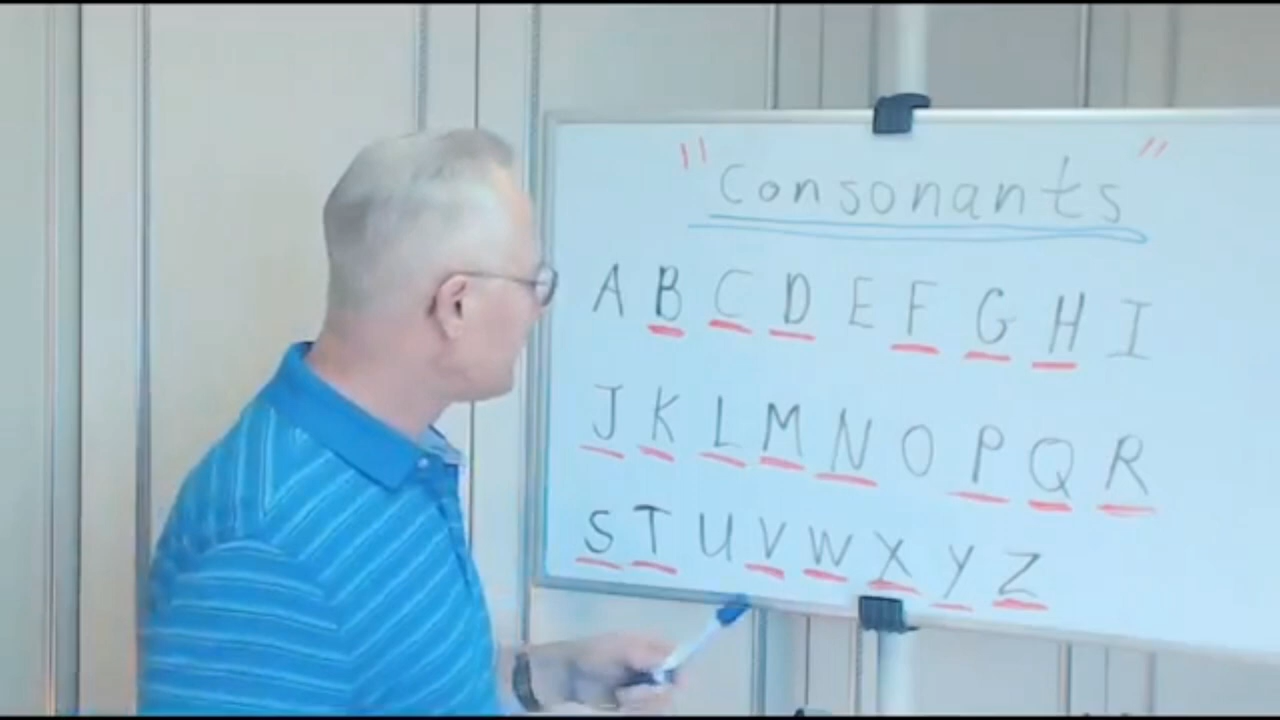 "Consonants"
A B C D E F G H I
J K L M N O P Q R
S T U V W X Y Z